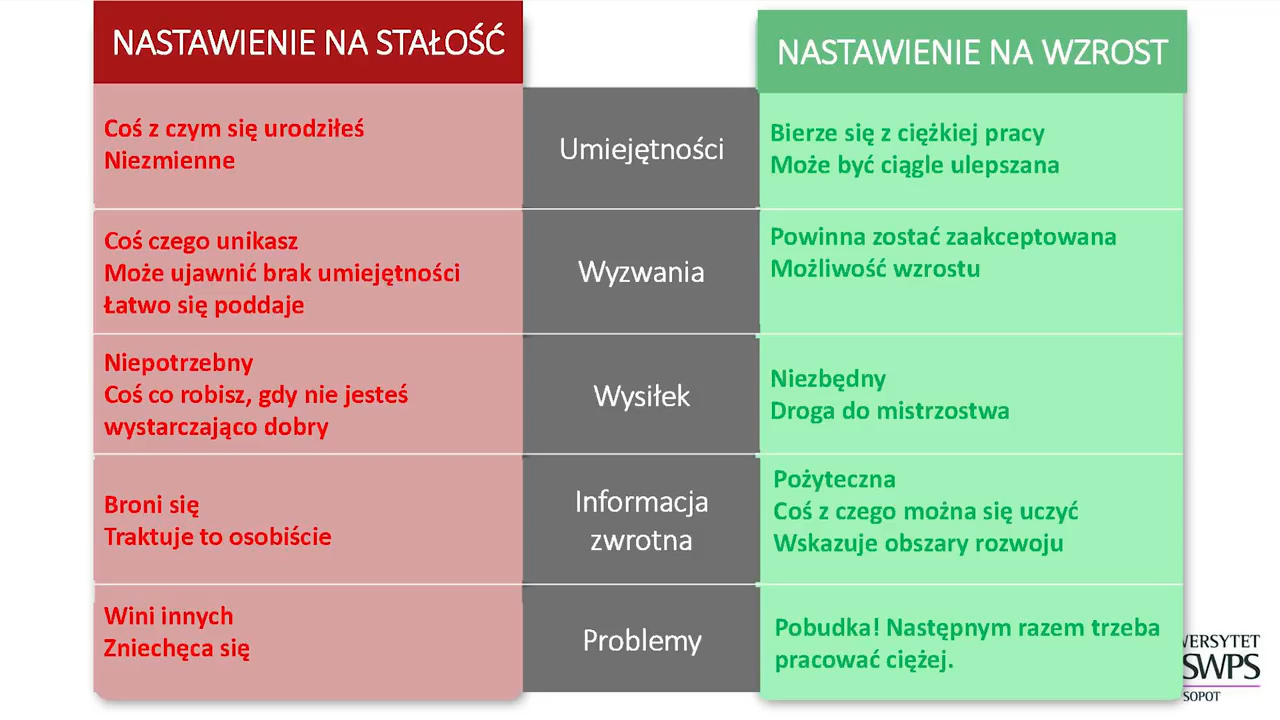 NASTAWIENIE NA STAŁOŚĆ
NASTAWIENIE NA WZROST
Coś z czym się urodziłeś
Niezmienne
Umiejętności
Bierze się z ciężkiej pracy
Może być ciągle ulepszana
Coś czego unikasz
Może ujawnić brak umiejętności
Łatwo się poddaje
Wyzwania
Powinna zostać zaakceptowana
Możliwość wzrostu
Niepotrzebny
Coś co robisz, gdy nie jesteś
wystarczająco dobry
Wysiłek
Niezbędny
Droga do mistrzostwa
Broni się
Traktuje to osobiście
Informacja
zwrotna
Pożyteczna
Coś z czego można się uczyć
Wskazuje obszary rozwoju
Wini innych
Zniechęca się
Problemy
Pobudka! Następnym razem trzeba
pracować ciężej.
WERSYTET
SWPS
SOPOT